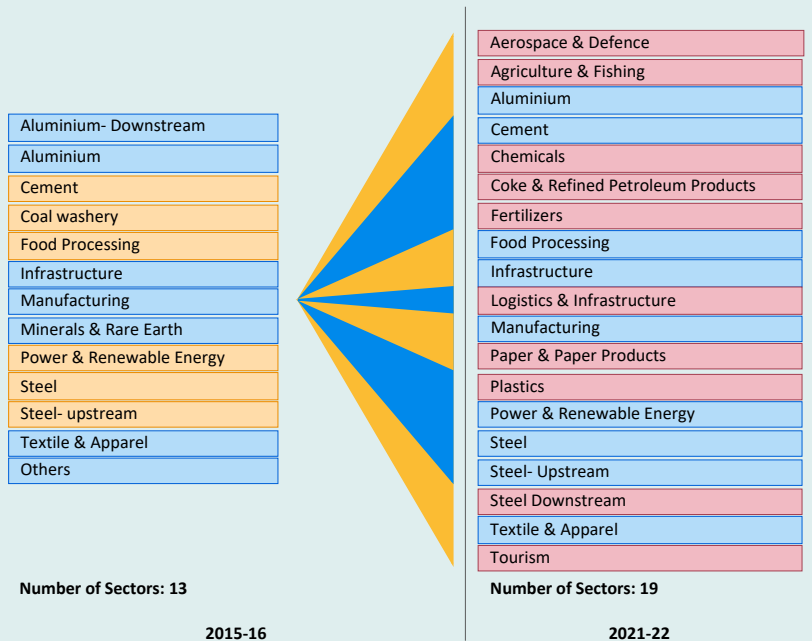 Aluminium- Downstream
Aluminium
Cement
Coal washery
Food Processing
Infrastructure
Manufacturing
Minerals & Rare Earth
Power & Renewable Energy
Steel
Steel- upstream
Textile & Apparel
Others
Number of Sectors: 13
2015-16
Aerospace & Defence
Agriculture & Fishing
Aluminium
Cement
Chemicals
Coke & Refined Petroleum Products
Fertilizers
Food Processing
Infrastructure
Logistics & Infrastructure
Manufacturing
Paper & Paper Products
Plastics
Power & Renewable Energy
Steel
Steel- Upstream
Steel Downstream
Textile & Apparel
Tourism
Number of Sectors: 19
2021-22